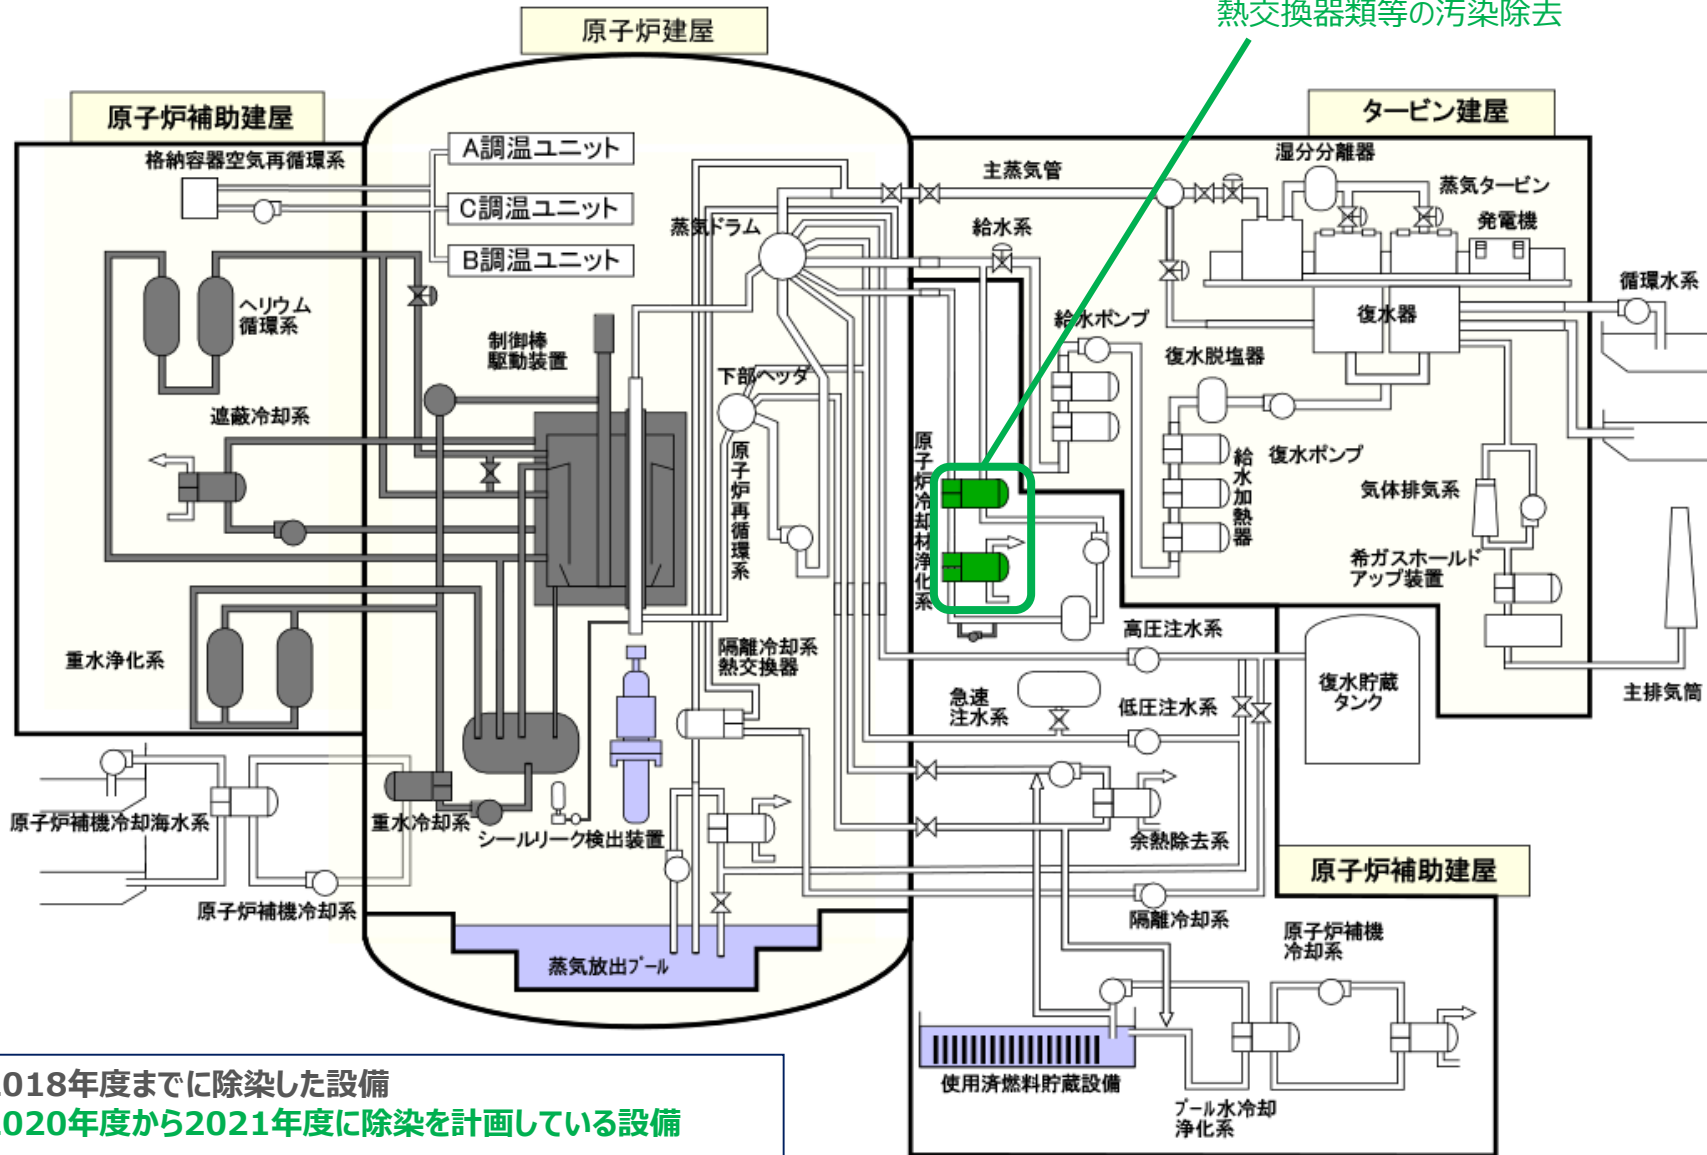 熱交換器類等の汚染除去
原子炉建屋
原子炉補助建屋
タービン建屋
格納容器空気再循環系
A調温ユニット
C調温ユニット
B調温ユニット
主蒸気管
湿分分離器
蒸気タービン
発電機
蒸気ドラム
給水系
循環水系
ヘリウム
循環系
制御棒
駆動装置
給水ポンプ
復水器
復水脱塩器
下部ヘッダ
遮蔽冷却系
原子炉再循環系
原子炉冷却材浄化系
給水加熱器
復水ポンプ
気体排気系
希ガスホールド
アップ装置
高圧注水系
重水浄化系
隔離冷却系
熱交換器
急速
注水系
低圧注水系
復水貯蔵
タンク
主排気筒
原子炉補機冷却海水系
重水冷却系
シールリーク検出装置
余熱除去系
原子炉補助建屋
原子炉補機冷却系
隔離冷却系
原子炉補機
冷却系
蒸気放出プール
使用済燃料貯蔵設備
プール水冷却
浄化系
018年度までに除染した設備
020年度から2021年度に除染を計画している設備